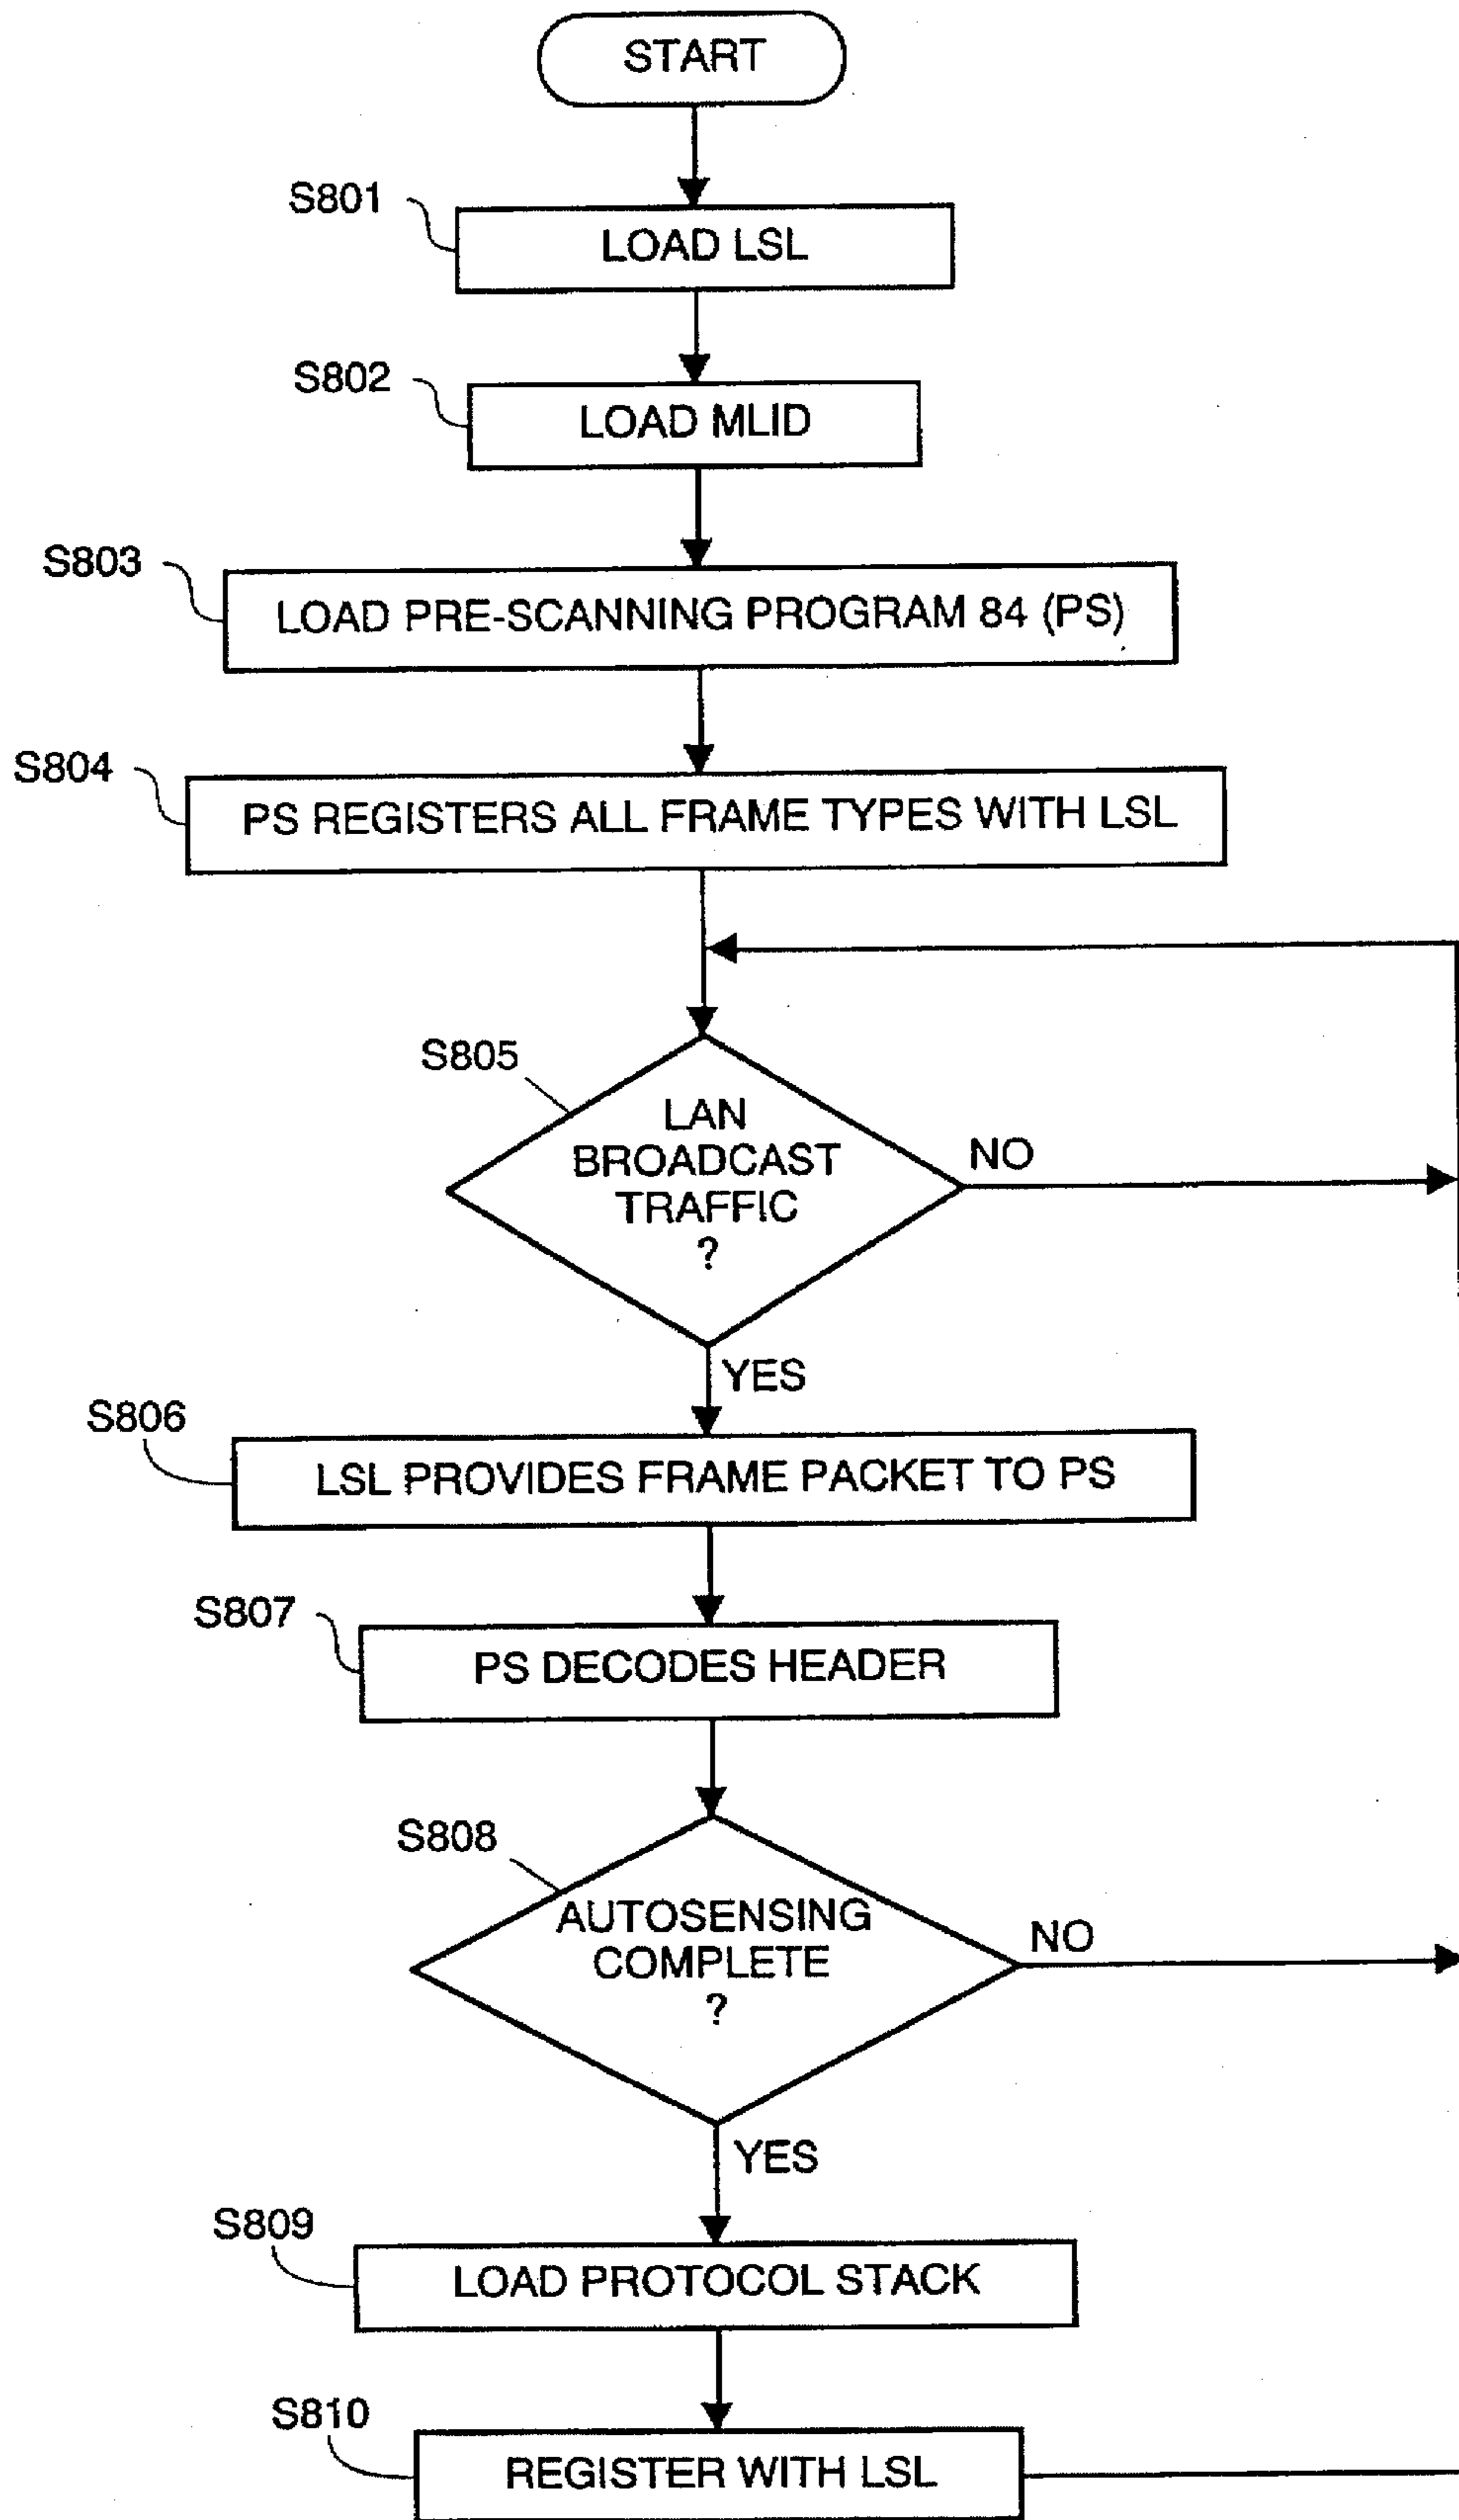 START
S801
LOAD LSL
S802
LOAD MLID
S803
LOAD PRE-SCANNING PROGRAM 84 (PS)
S804
PS REGISTERS ALL FRAME TYPES WITH LSL
S805
LAN
BROADCAST
TRAFFIC
?
NO
YES
S806
LSL PROVIDES FRAME PACKET TO PS
S807
PS DECODES HEADER
S808
AUTOSENSING
COMPLETE
?
NO
YES
S809
LOAD PROTOCOL STACK
S810
REGISTER WITH LSL